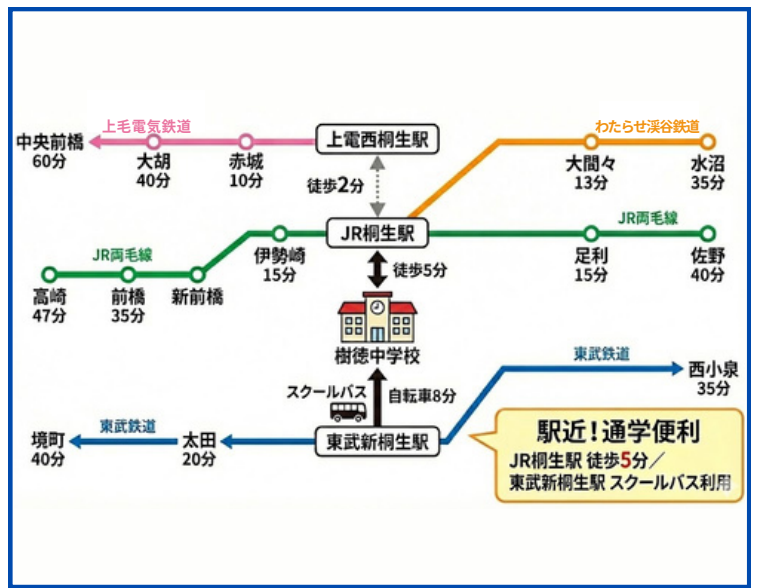 上毛電気鉄道
わたらせ渓谷鉄道
中央前橋
60分
大胡
40分
赤城
10分
上電西桐生駅
大間々
13分
水沼
35分
徒歩2分
JR両毛線
JR桐生駅
JR両毛線
伊勢崎
15分
足利
15分
佐野
40分
徒歩5分
高崎
47分
前橋
35分
新前橋
樹徳中学校
東武鉄道
西小泉
35分
スクールバス
自転車8分
東武鉄道
境町
40分
太田
20分
東武新桐生駅
駅近!通学便利
JR桐生駅 徒歩5分／
東武新桐生駅 スクールバス利用